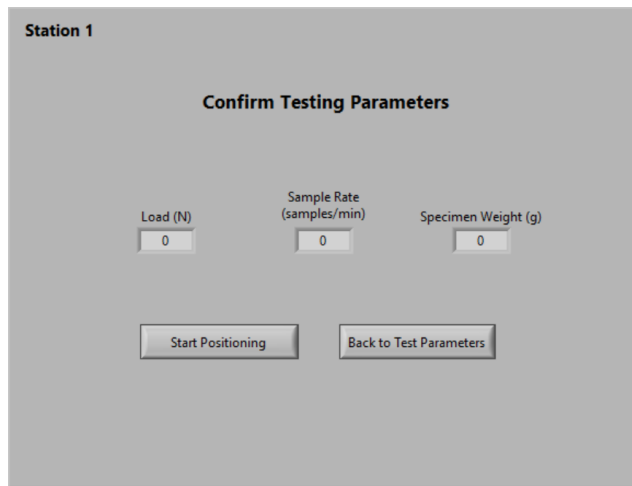 Station 1
Confirm Testing Parameters
Load (N)
Sample Rate
(samples/min)
Specimen Weight (g)
0
0
0
Start Positioning
Back to Test Parameters